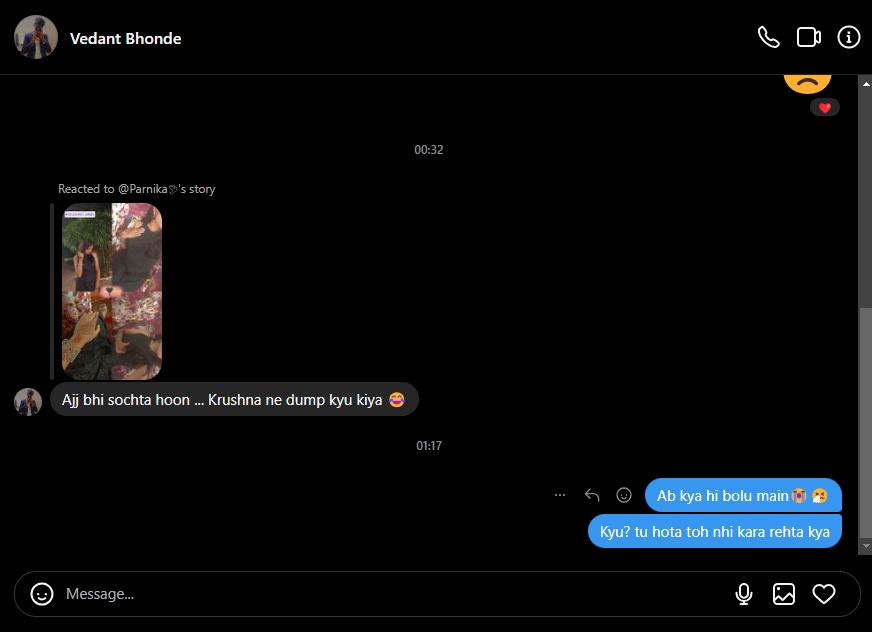 Vedant Bhonde
00:32
Reacted to @Parnika🕊's story
Ajj bhi sochta hoon ... Krushna ne dump kyu kiya 😂
01:17
Ab kya hi bolu main😭🤧
Kyu? tu hota toh nhi kara rehta kya
Message...